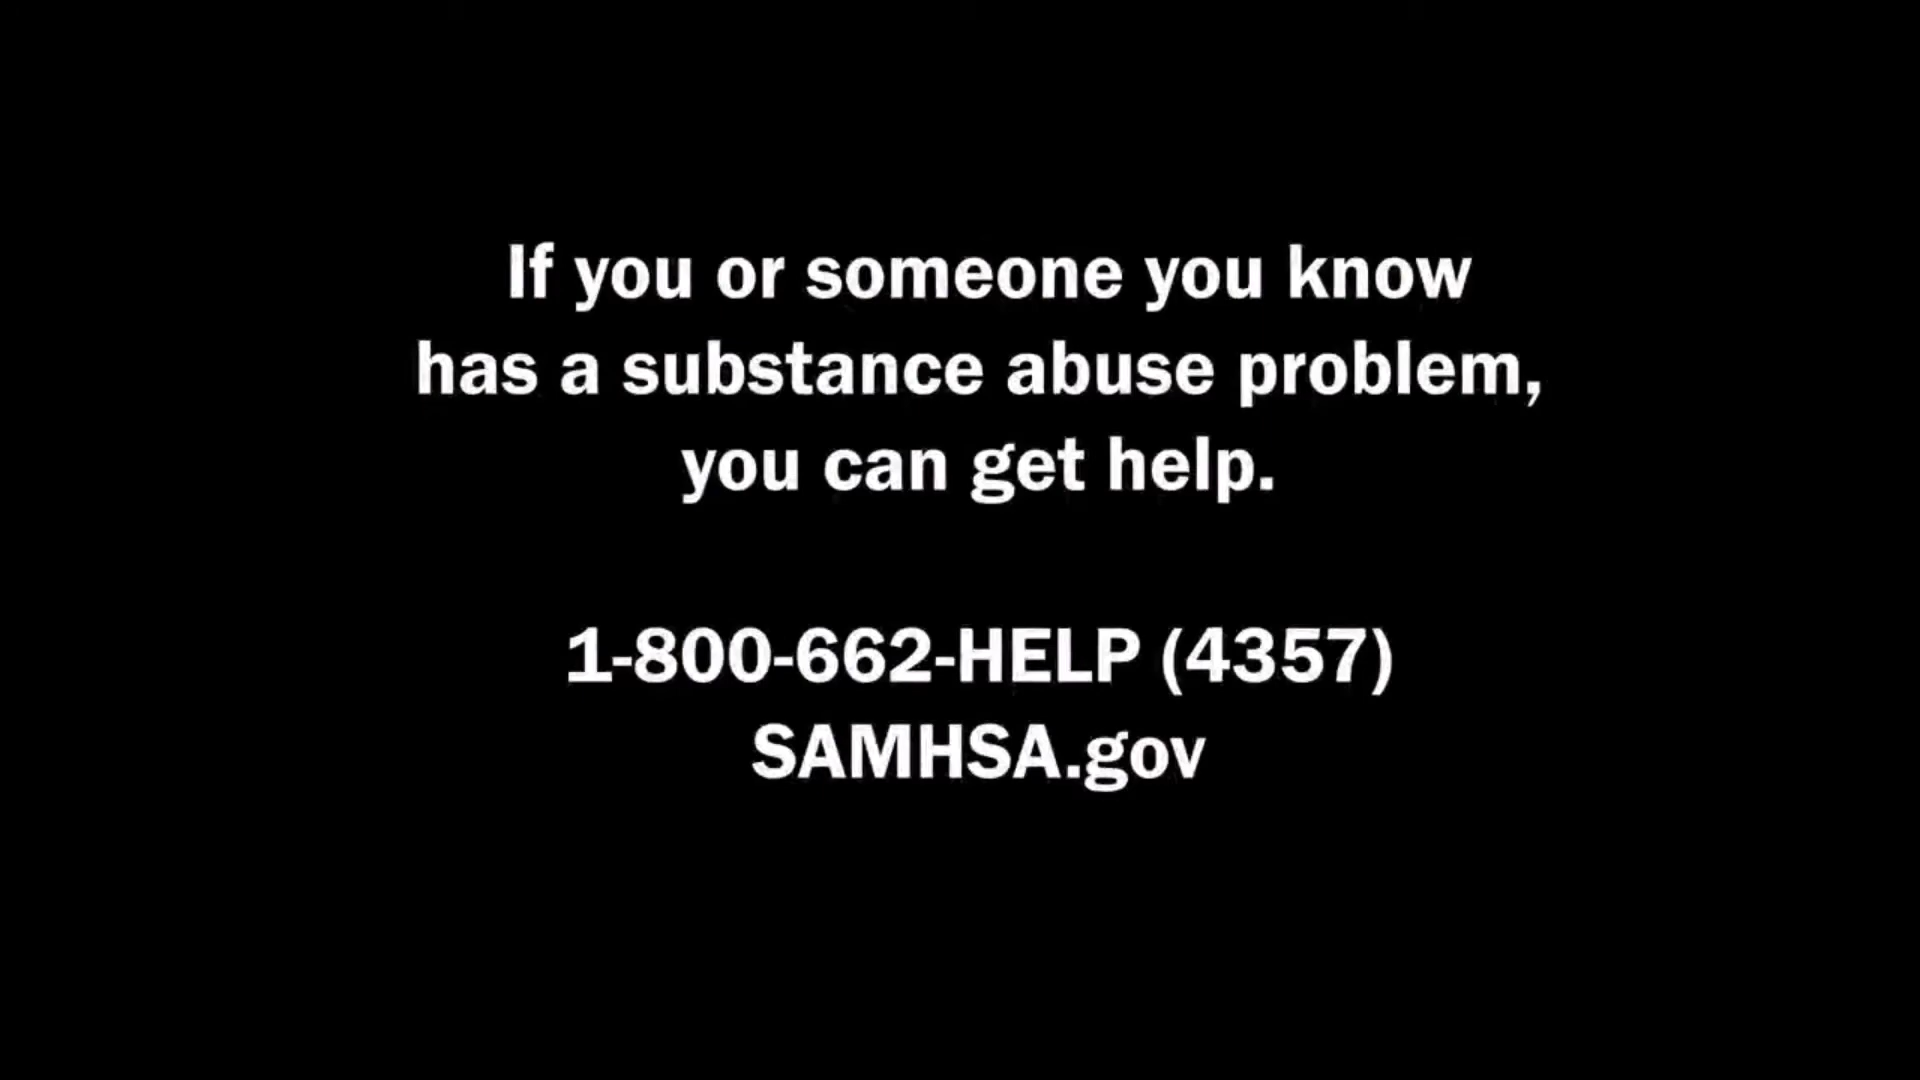 If you or someone you know
has a substance abuse problem,
you can get help.
1-800-662-HELP (4357)
SAMHSA.gov